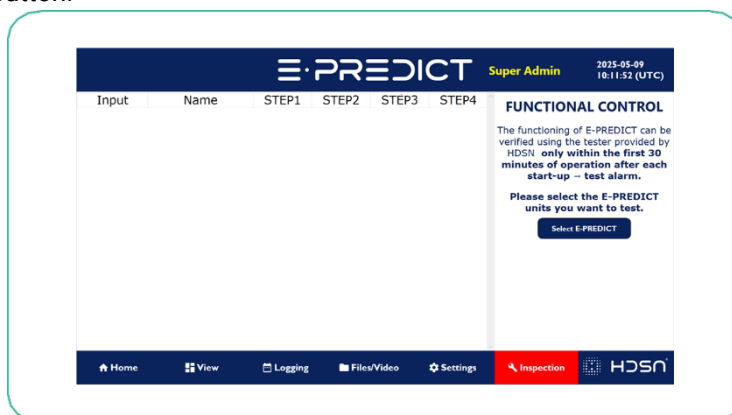 E·PREDICT
Super Admin
2025-05-09
10:11:52 (UTC)
Input Name STEP1 STEP2 STEP3 STEP4
FUNCTIONAL CONTROL
The functioning of E-PREDICT can be
verified using the tester provided by
HDSN only within the first 30
minutes of operation after each
start-up → test alarm.
Please select the E-PREDICT
units you want to test.
Select E-PREDICT
Home View Logging Files/Video Settings Inspection HDSN